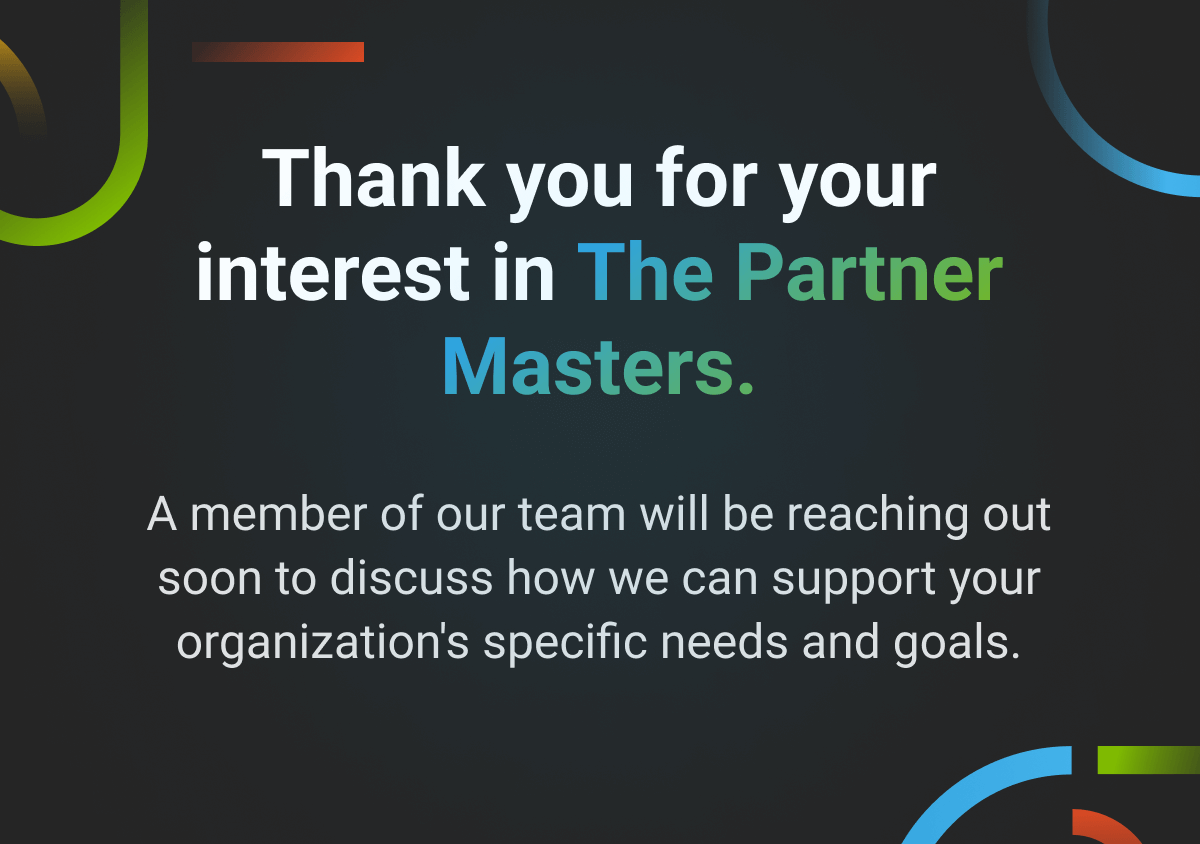 Thank you for your
interest in The Partner
Masters.
A member of our team will be reaching out
soon to discuss how we can support your
organization's specific needs and goals.